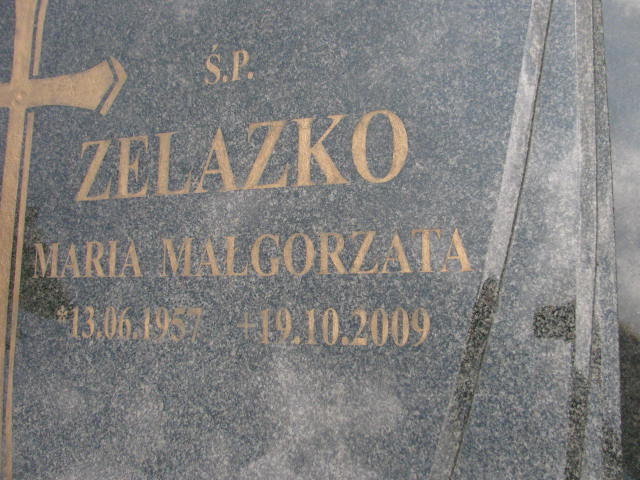 Ś.P.
ZELAZKO
MARIA MALGORZATA
*13.06.1957 +19.10.2009